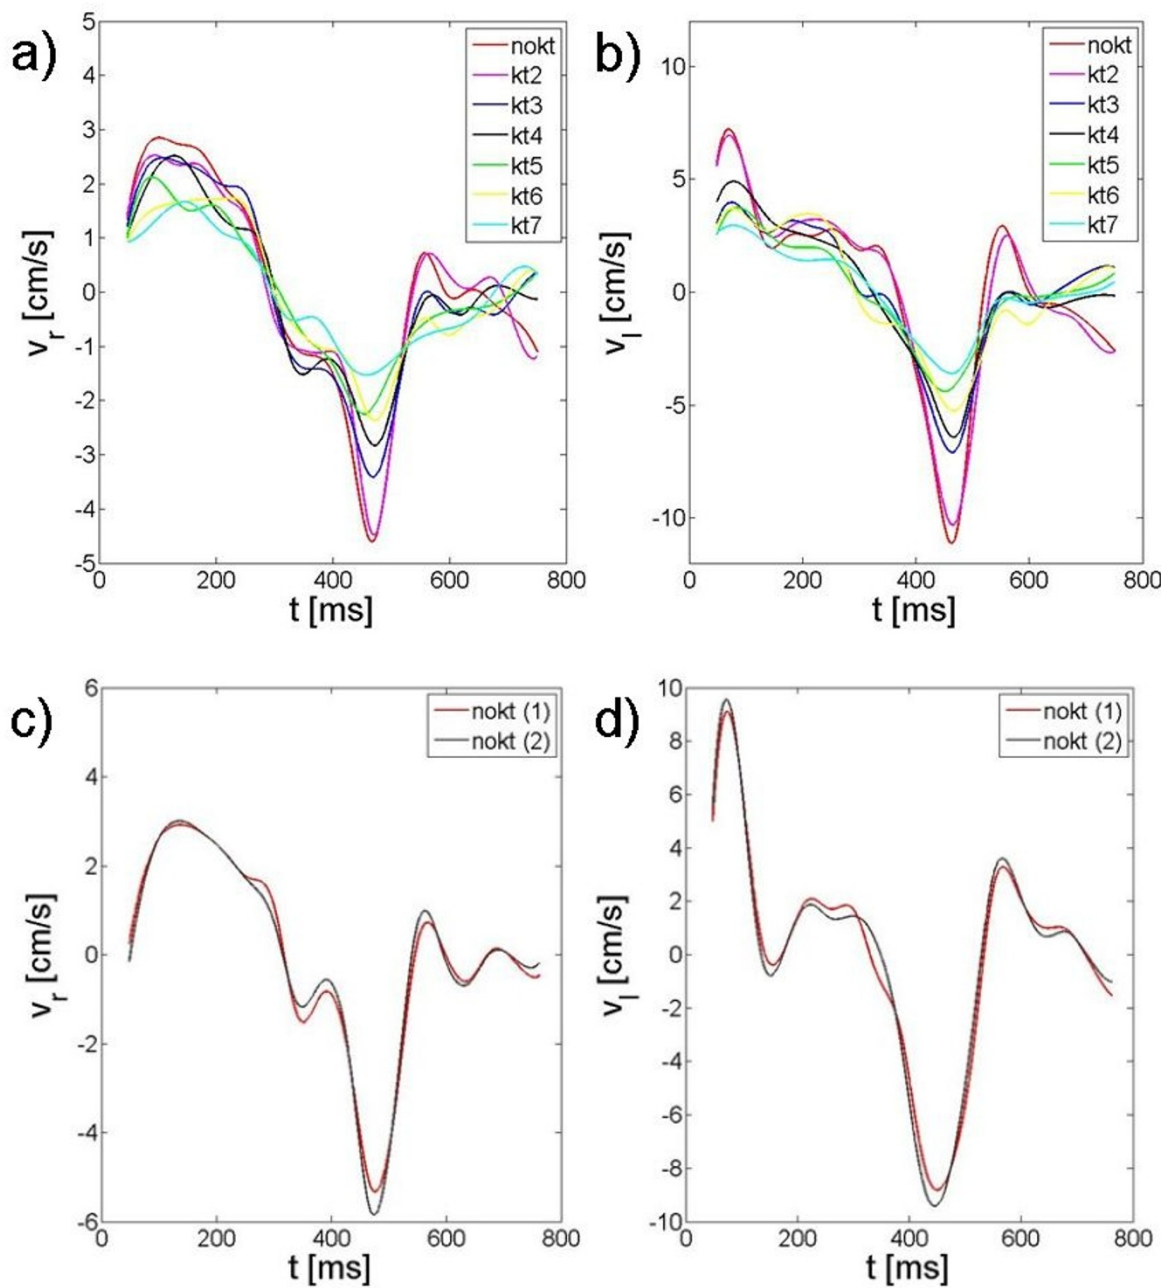 a)
v_r [cm/s]
5
4
3
2
1
0
-1
-2
-3
-4
-5
0 200 400 600 800
t [ms]
nokt
kt2
kt3
kt4
kt5
kt6
kt7
b)
v_l [cm/s]
10
5
0
-5
-10
0 200 400 600 800
t [ms]
nokt
kt2
kt3
kt4
kt5
kt6
kt7
c)
v_r [cm/s]
6
4
2
0
-2
-4
-6
0 200 400 600 800
t [ms]
nokt (1)
nokt (2)
d)
v_l [cm/s]
10
8
6
4
2
0
-2
-4
-6
-8
-10
0 200 400 600 800
t [ms]
nokt (1)
nokt (2)